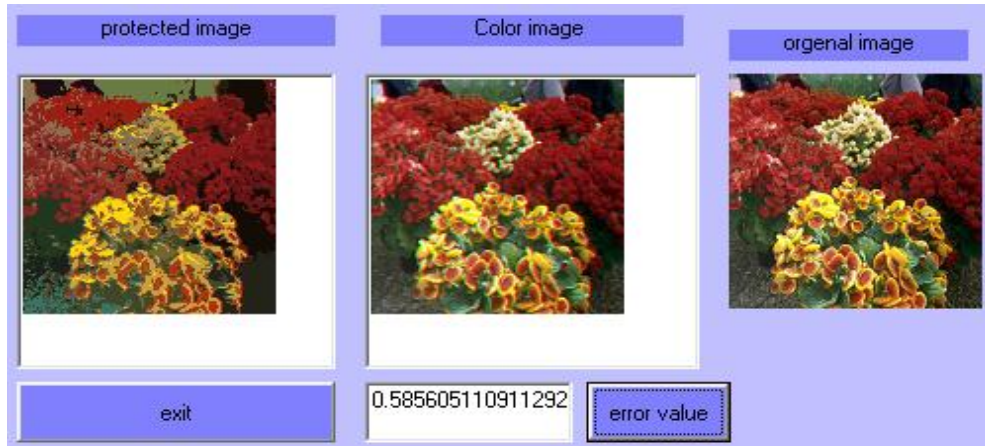 protected image
Color image
orgenal image
exit
0.585605110911292
error value